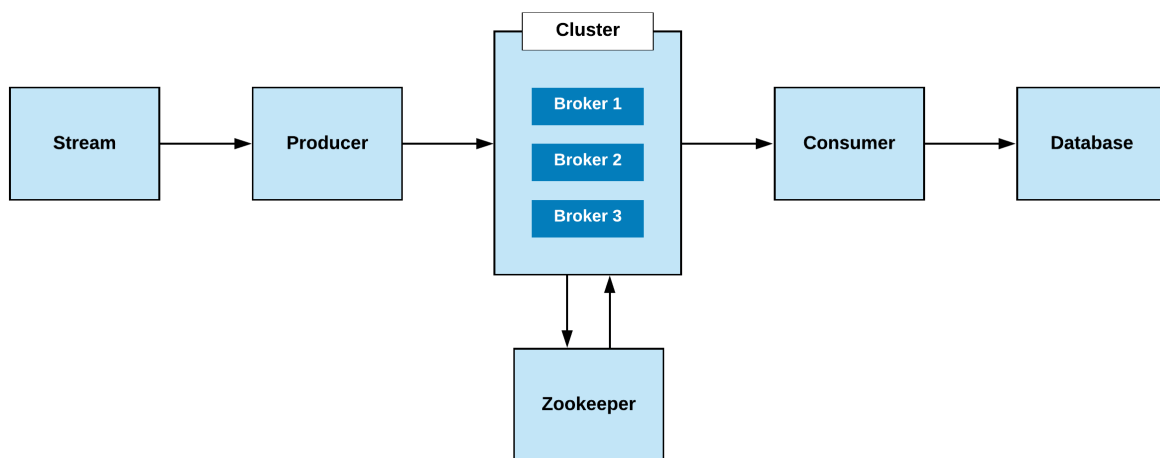 Cluster
Broker 1
Stream
Producer
Broker 2
Consumer
Database
Broker 3
Zookeeper